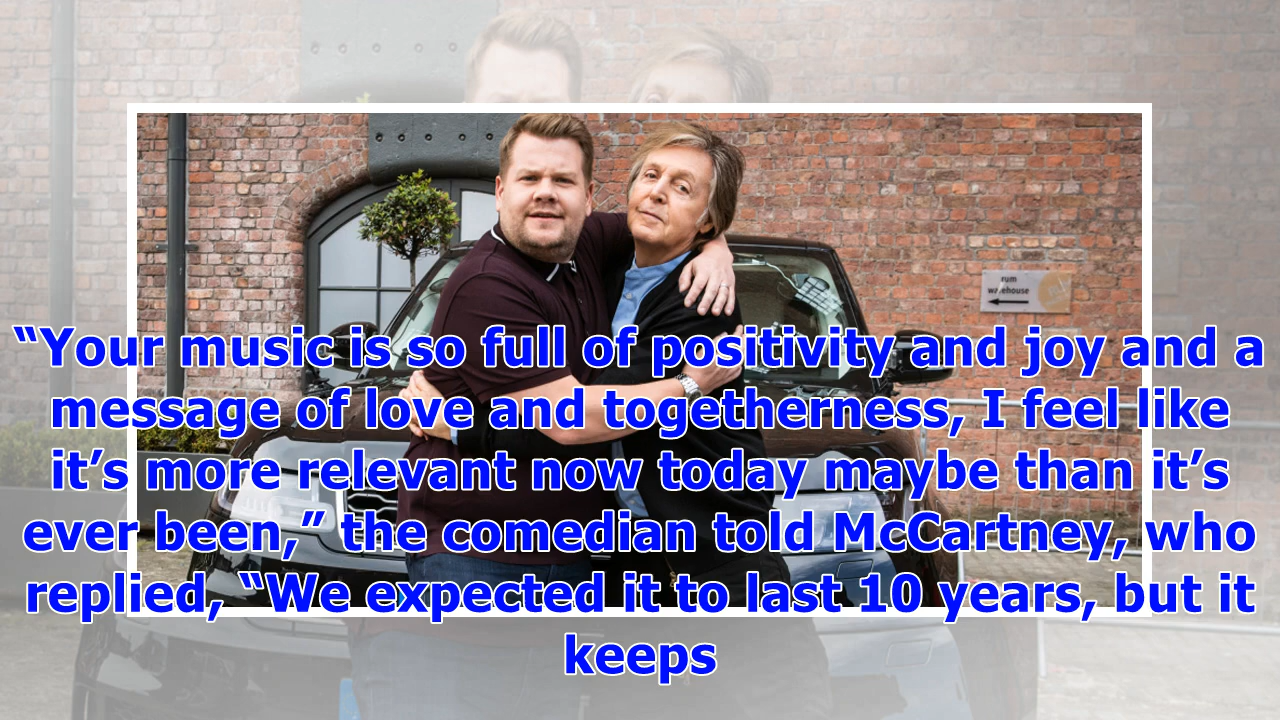 rum
warehouse
“Your music is so full of positivity and joy and a
message of love and togetherness, I feel like
it’s more relevant now today maybe than it’s
ever been,” the comedian told McCartney, who
replied, “We expected it to last 10 years, but it
keeps